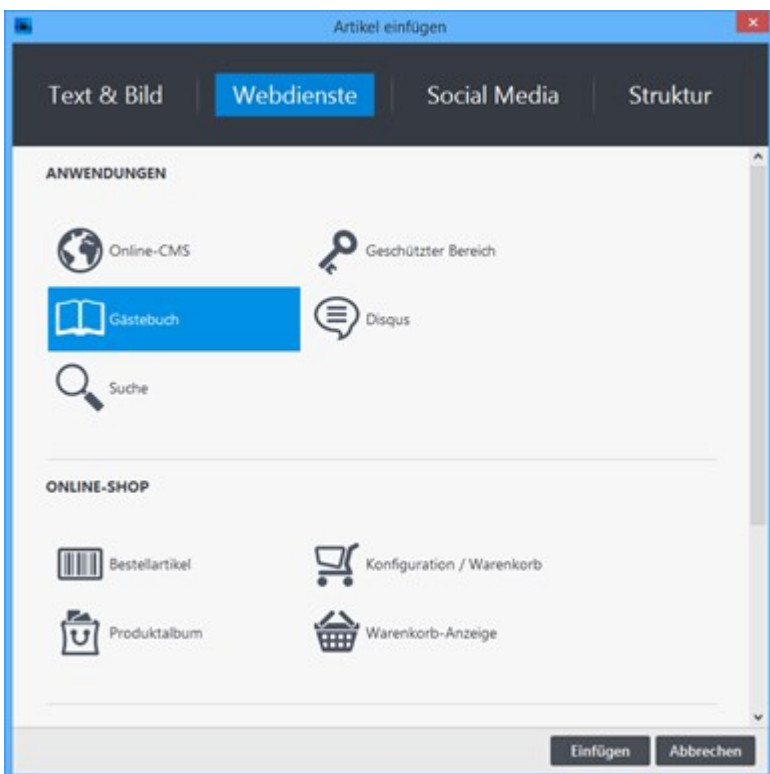 Artikel einfügen
Text & Bild Webdienste Social Media Struktur
ANWENDUNGEN
Online-CMS Geschützter Bereich
Gästebuch Disqus
Suche
ONLINE-SHOP
Bestellartikel Konfiguration / Warenkorb
Produktalbum Warenkorb-Anzeige
Einfügen Abbrechen